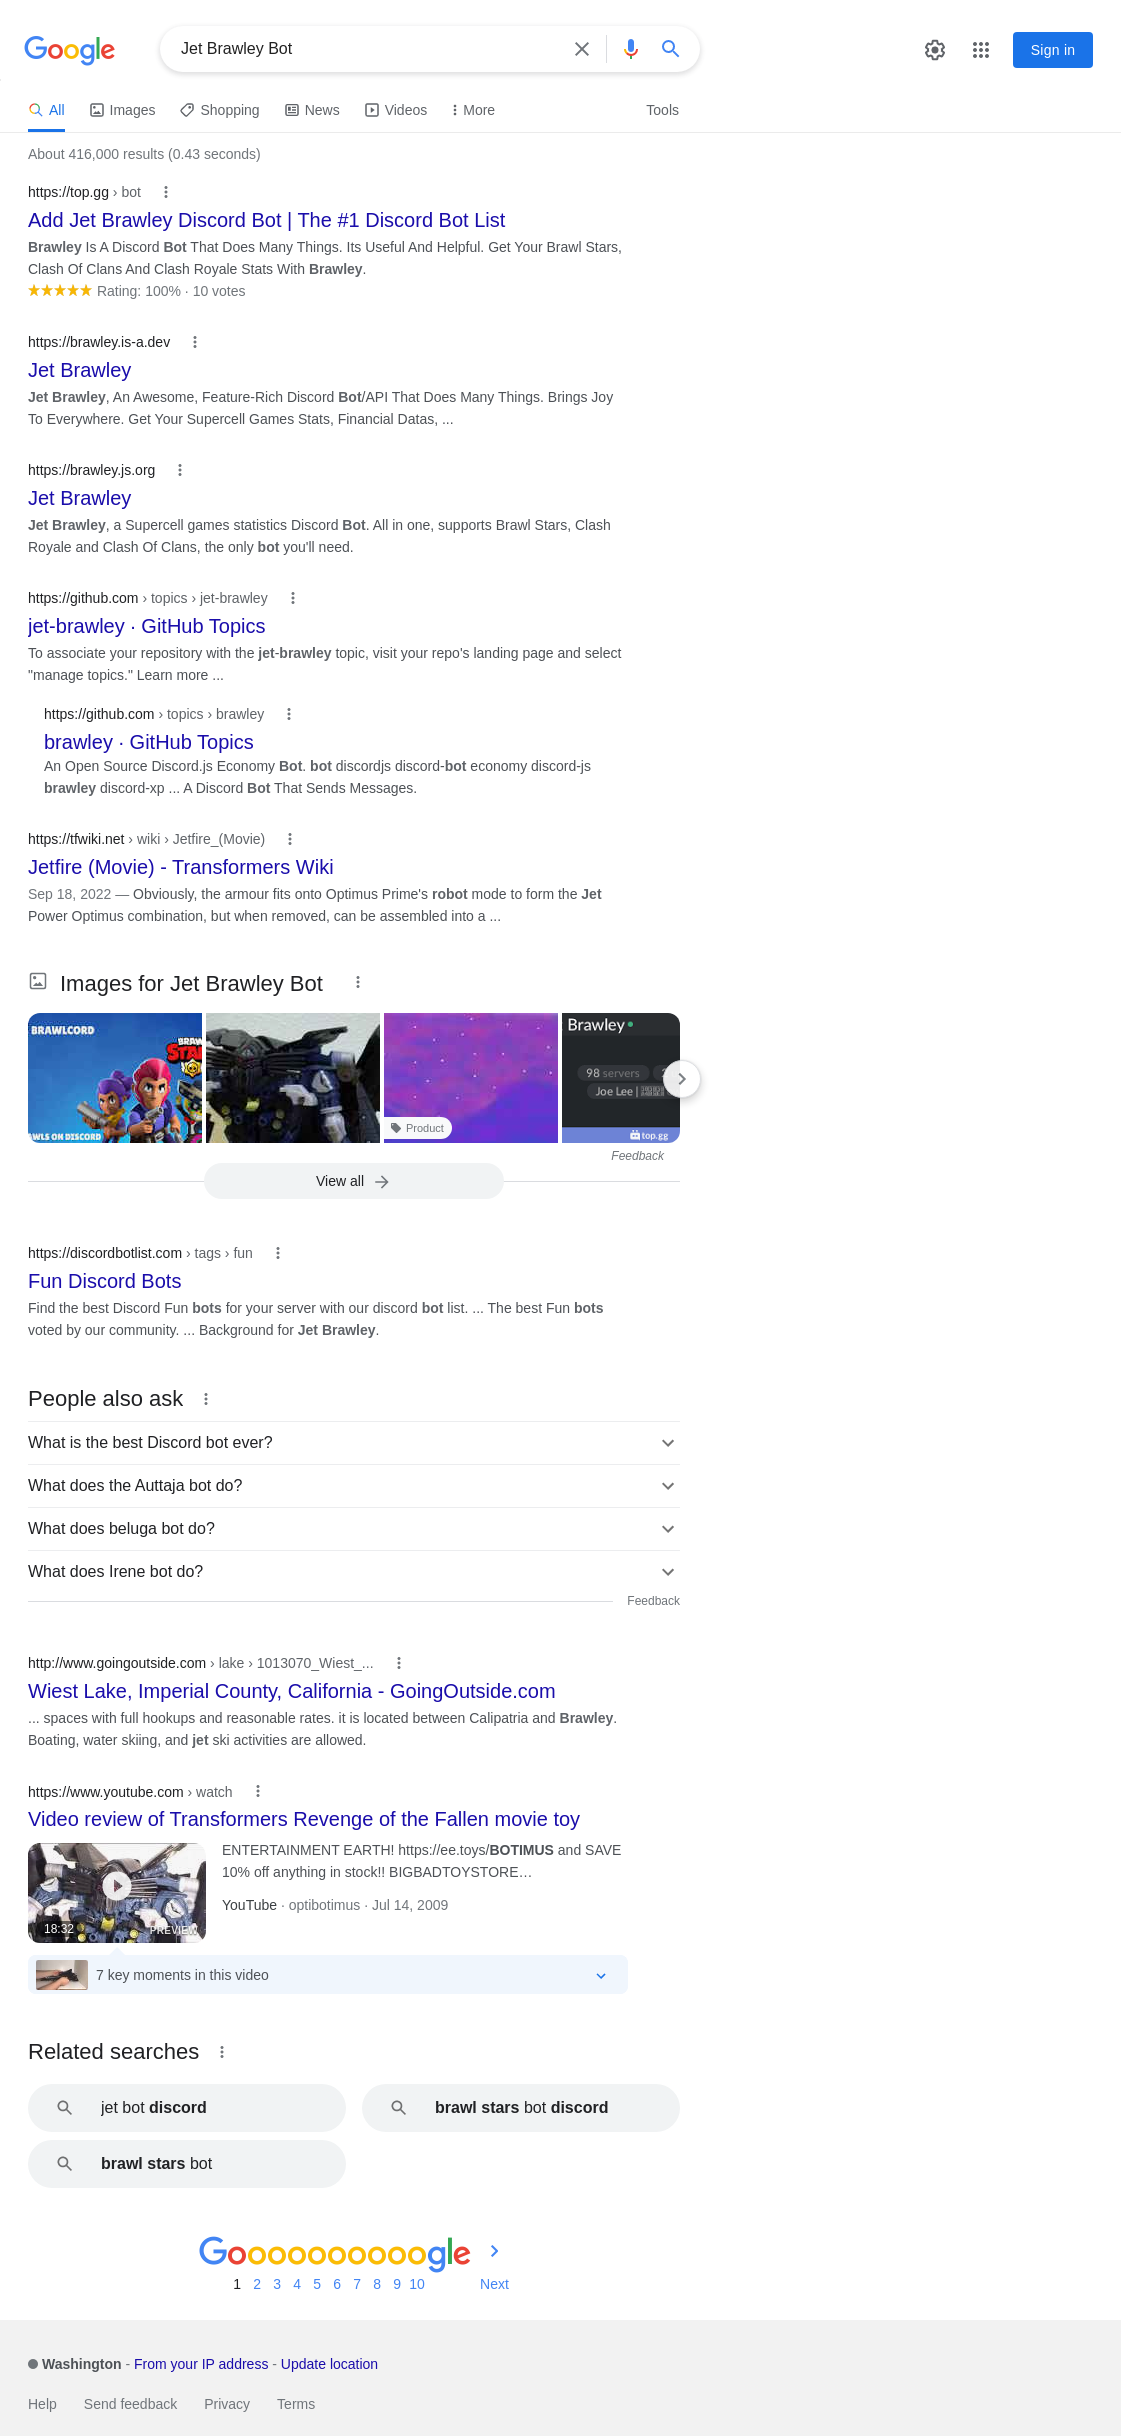 Google
Jet Brawley Bot
Sign in
All
Images
Shopping
News
Videos
More
Tools
About 416,000 results (0.43 seconds)
https://top.gg › bot
Add Jet Brawley Discord Bot | The #1 Discord Bot List
Brawley Is A Discord Bot That Does Many Things. Its Useful And Helpful. Get Your Brawl Stars,
Clash Of Clans And Clash Royale Stats With Brawley.
Rating: 100% · 10 votes
https://brawley.is-a.dev
Jet Brawley
Jet Brawley, An Awesome, Feature-Rich Discord Bot/API That Does Many Things. Brings Joy
To Everywhere. Get Your Supercell Games Stats, Financial Datas, ...
https://brawley.js.org
Jet Brawley
Jet Brawley, a Supercell games statistics Discord Bot. All in one, supports Brawl Stars, Clash
Royale and Clash Of Clans, the only bot you'll need.
https://github.com › topics › jet-brawley
jet-brawley · GitHub Topics
To associate your repository with the jet-brawley topic, visit your repo's landing page and select
"manage topics." Learn more ...
https://github.com › topics › brawley
brawley · GitHub Topics
An Open Source Discord.js Economy Bot. bot discordjs discord-bot economy discord-js
brawley discord-xp ... A Discord Bot That Sends Messages.
https://tfwiki.net › wiki › Jetfire_(Movie)
Jetfire (Movie) - Transformers Wiki
Sep 18, 2022 — Obviously, the armour fits onto Optimus Prime's robot mode to form the Jet
Power Optimus combination, but when removed, can be assembled into a ...
Images for Jet Brawley Bot
BRAWLCORD
AWLS ON DISCORD
Product
Brawley
98 servers
Joe Lee |
top.gg
Feedback
View all
https://discordbotlist.com › tags › fun
Fun Discord Bots
Find the best Discord Fun bots for your server with our discord bot list. ... The best Fun bots
voted by our community. ... Background for Jet Brawley.
People also ask
What is the best Discord bot ever?
What does the Auttaja bot do?
What does beluga bot do?
What does Irene bot do?
Feedback
http://www.goingoutside.com › lake › 1013070_Wiest_...
Wiest Lake, Imperial County, California - GoingOutside.com
... spaces with full hookups and reasonable rates. it is located between Calipatria and Brawley.
Boating, water skiing, and jet ski activities are allowed.
https://www.youtube.com › watch
Video review of Transformers Revenge of the Fallen movie toy
ENTERTAINMENT EARTH! https://ee.toys/BOTIMUS and SAVE
10% off anything in stock!! BIGBADTOYSTORE…
YouTube · optibotimus · Jul 14, 2009
18:32
PREVIEW
7 key moments in this video
Related searches
jet bot discord
brawl stars bot discord
brawl stars bot
Goooooooooogle
1 2 3 4 5 6 7 8 9 10 Next
Washington - From your IP address - Update location
Help
Send feedback
Privacy
Terms